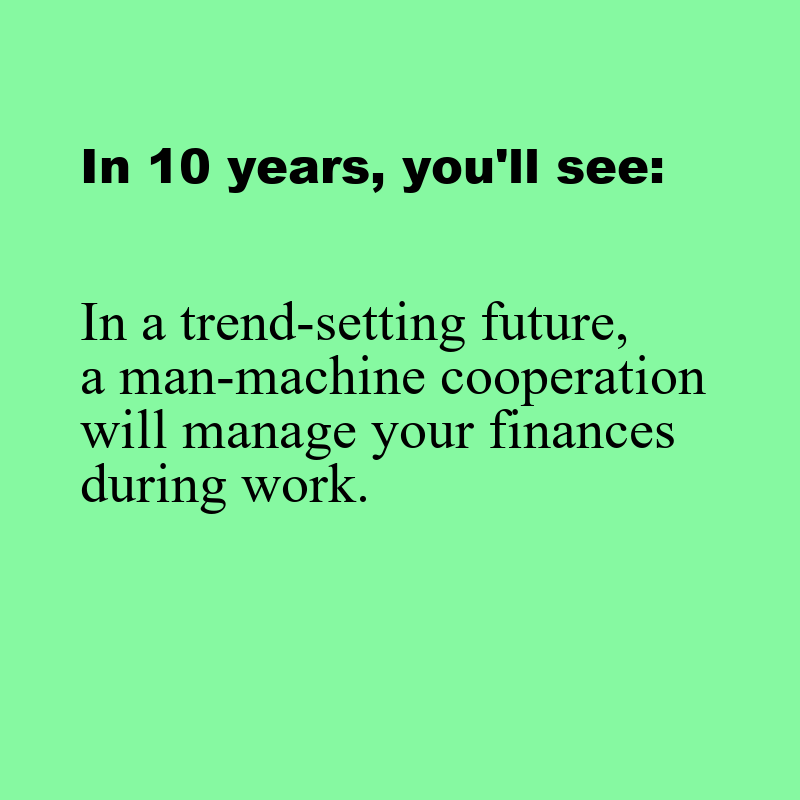 In 10 years, you'll see:
In a trend-setting future,
a man-machine cooperation
will manage your finances
during work.